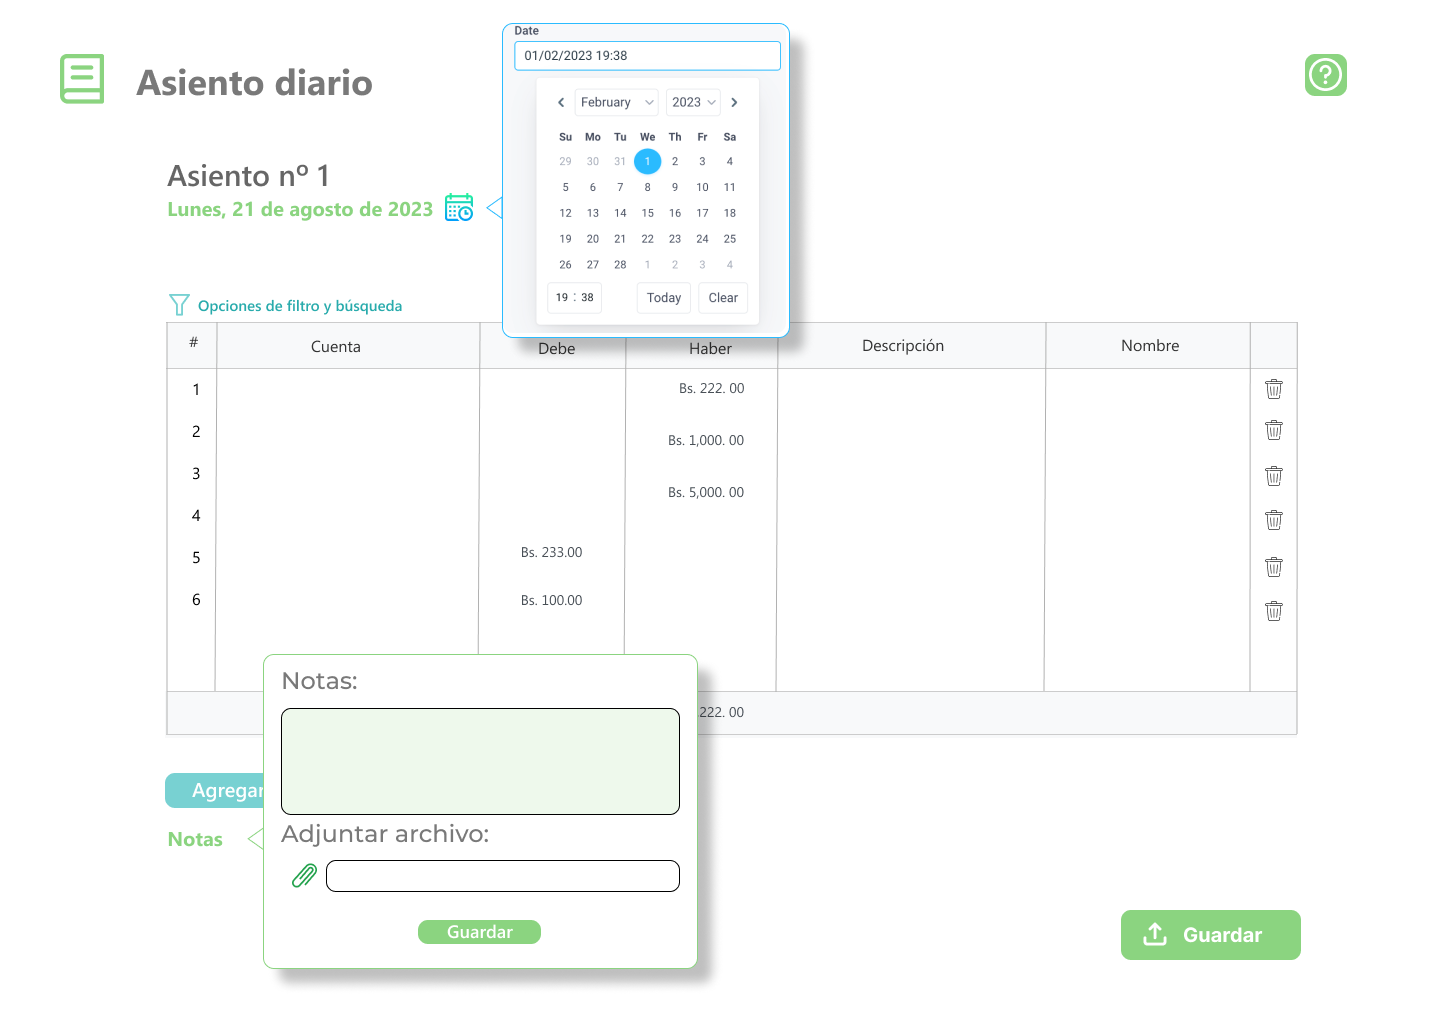 Date
01/02/2023 19:38
February 2023
Su Mo Tu We Th Fr Sa
29 30 31 1 2 3 4
5 6 7 8 9 10 11
12 13 14 15 16 17 18
19 20 21 22 23 24 25
26 27 28 1 2 3 4
19 : 38 Today Clear
Asiento diario
Asiento nº 1
Lunes, 21 de agosto de 2023
Opciones de filtro y búsqueda
# Cuenta Debe Haber Descripción Nombre
1 Bs. 222. 00
2 Bs. 1,000. 00
3 Bs. 5,000. 00
4
5 Bs. 233.00
6 Bs. 100.00
222. 00
Agregar
Notas
Notas:
Adjuntar archivo:
Guardar
Guardar